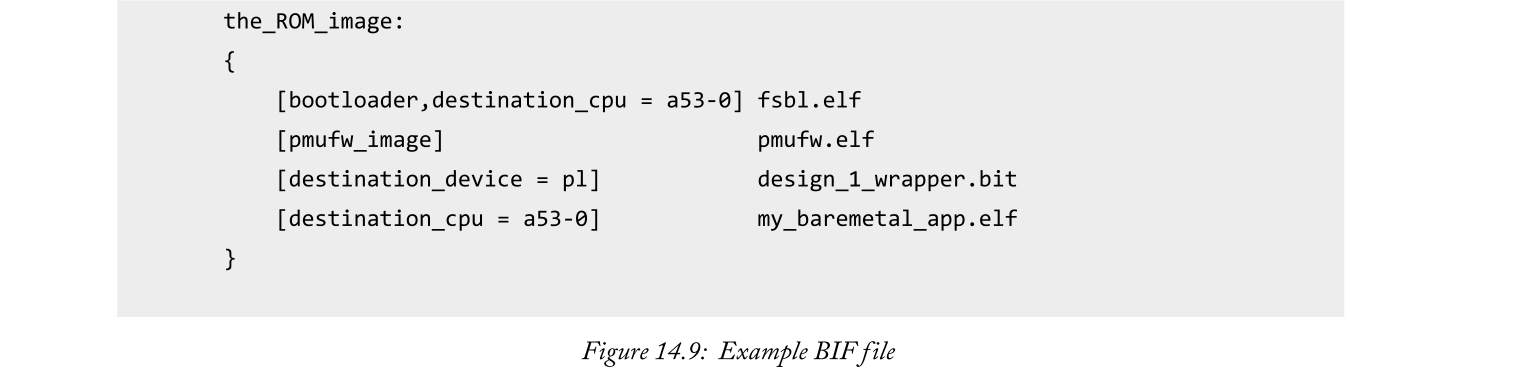 the_ROM_image:
{
    [bootloader,destination_cpu = a53-0] fsbl.elf
    [pmufw_image]                        pmufw.elf
    [destination_device = pl]            design_1_wrapper.bit
    [destination_cpu = a53-0]            my_baremetal_app.elf
}
Figure 14.9: Example BIF file